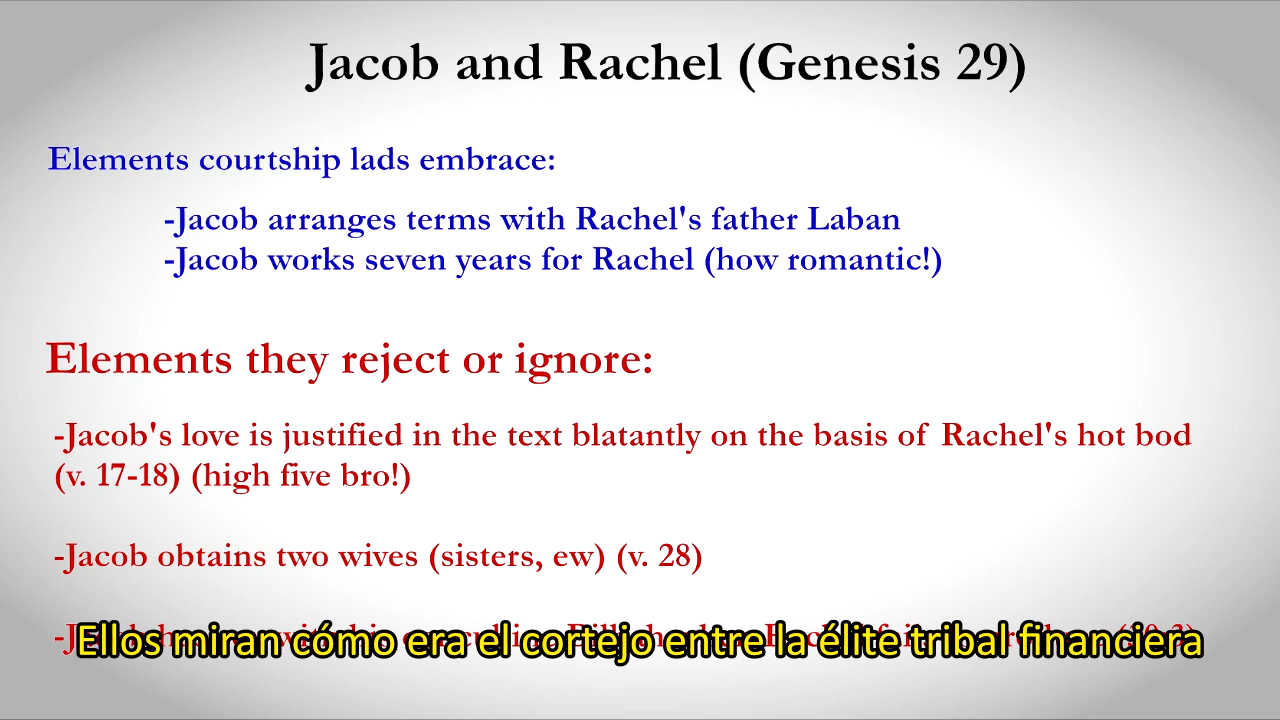 Jacob and Rachel (Genesis 29)
Elements courtship lads embrace:
-Jacob arranges terms with Rachel's father Laban
-Jacob works seven years for Rachel (how romantic!)
Elements they reject or ignore:
-Jacob's love is justified in the text blatantly on the basis of Rachel's hot bod
(v. 17-18) (high five bro!)
-Jacob obtains two wives (sisters, ew) (v. 28)
Ellos miran cómo era el cortejo entre la élite tribal financiera